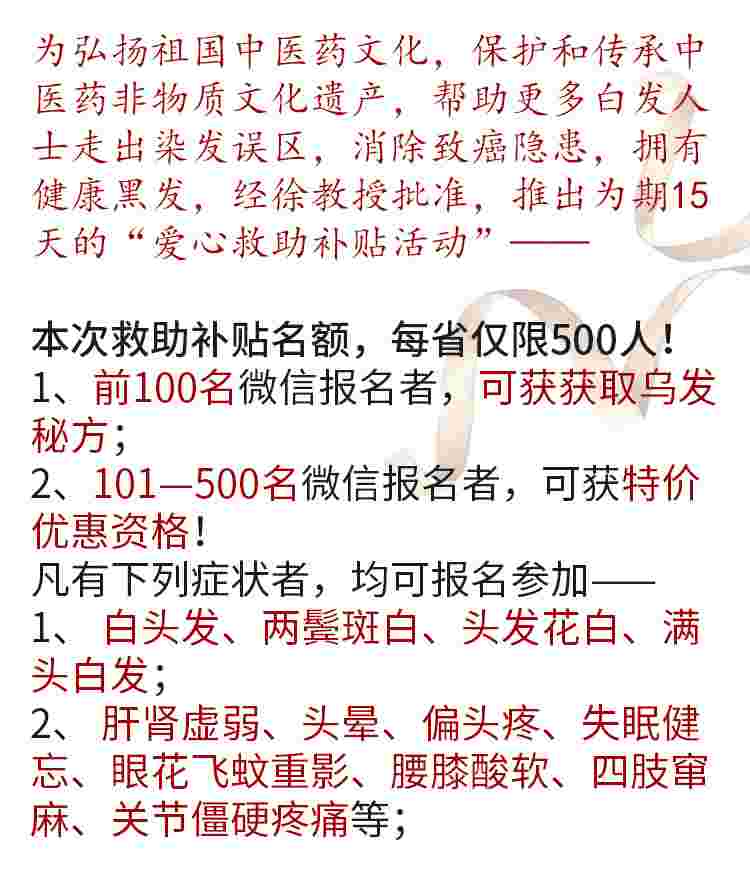 为弘扬祖国中医药文化，保护和传承中
医药非物质文化遗产，帮助更多白发人
士走出染发误区，消除致癌隐患，拥有
健康黑发，经徐教授批准，推出为期15
天的“爱心救助补贴活动”——
本次救助补贴名额，每省仅限500人！
1、前100名微信报名者，可获获取乌发
秘方；
2、101—500名微信报名者，可获特价
优惠资格！
凡有下列症状者，均可报名参加——
1、 白头发、两鬓斑白、头发花白、满
头白发；
2、 肝肾虚弱、头晕、偏头疼、失眠健
忘、眼花飞蚊重影、腰膝酸软、四肢窜
麻、关节僵硬疼痛等；